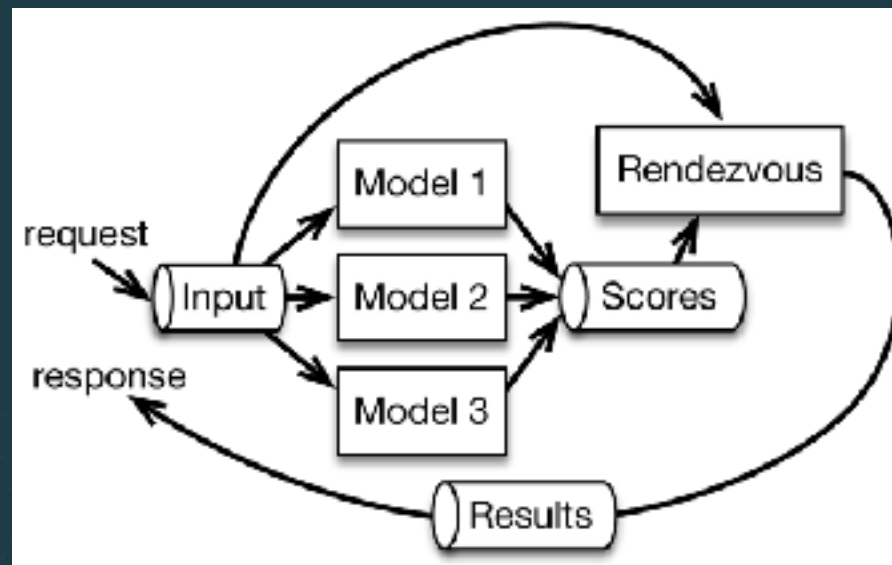 Model 1
Rendezvous
request
Input
Model 2
Scores
response
Model 3
Results